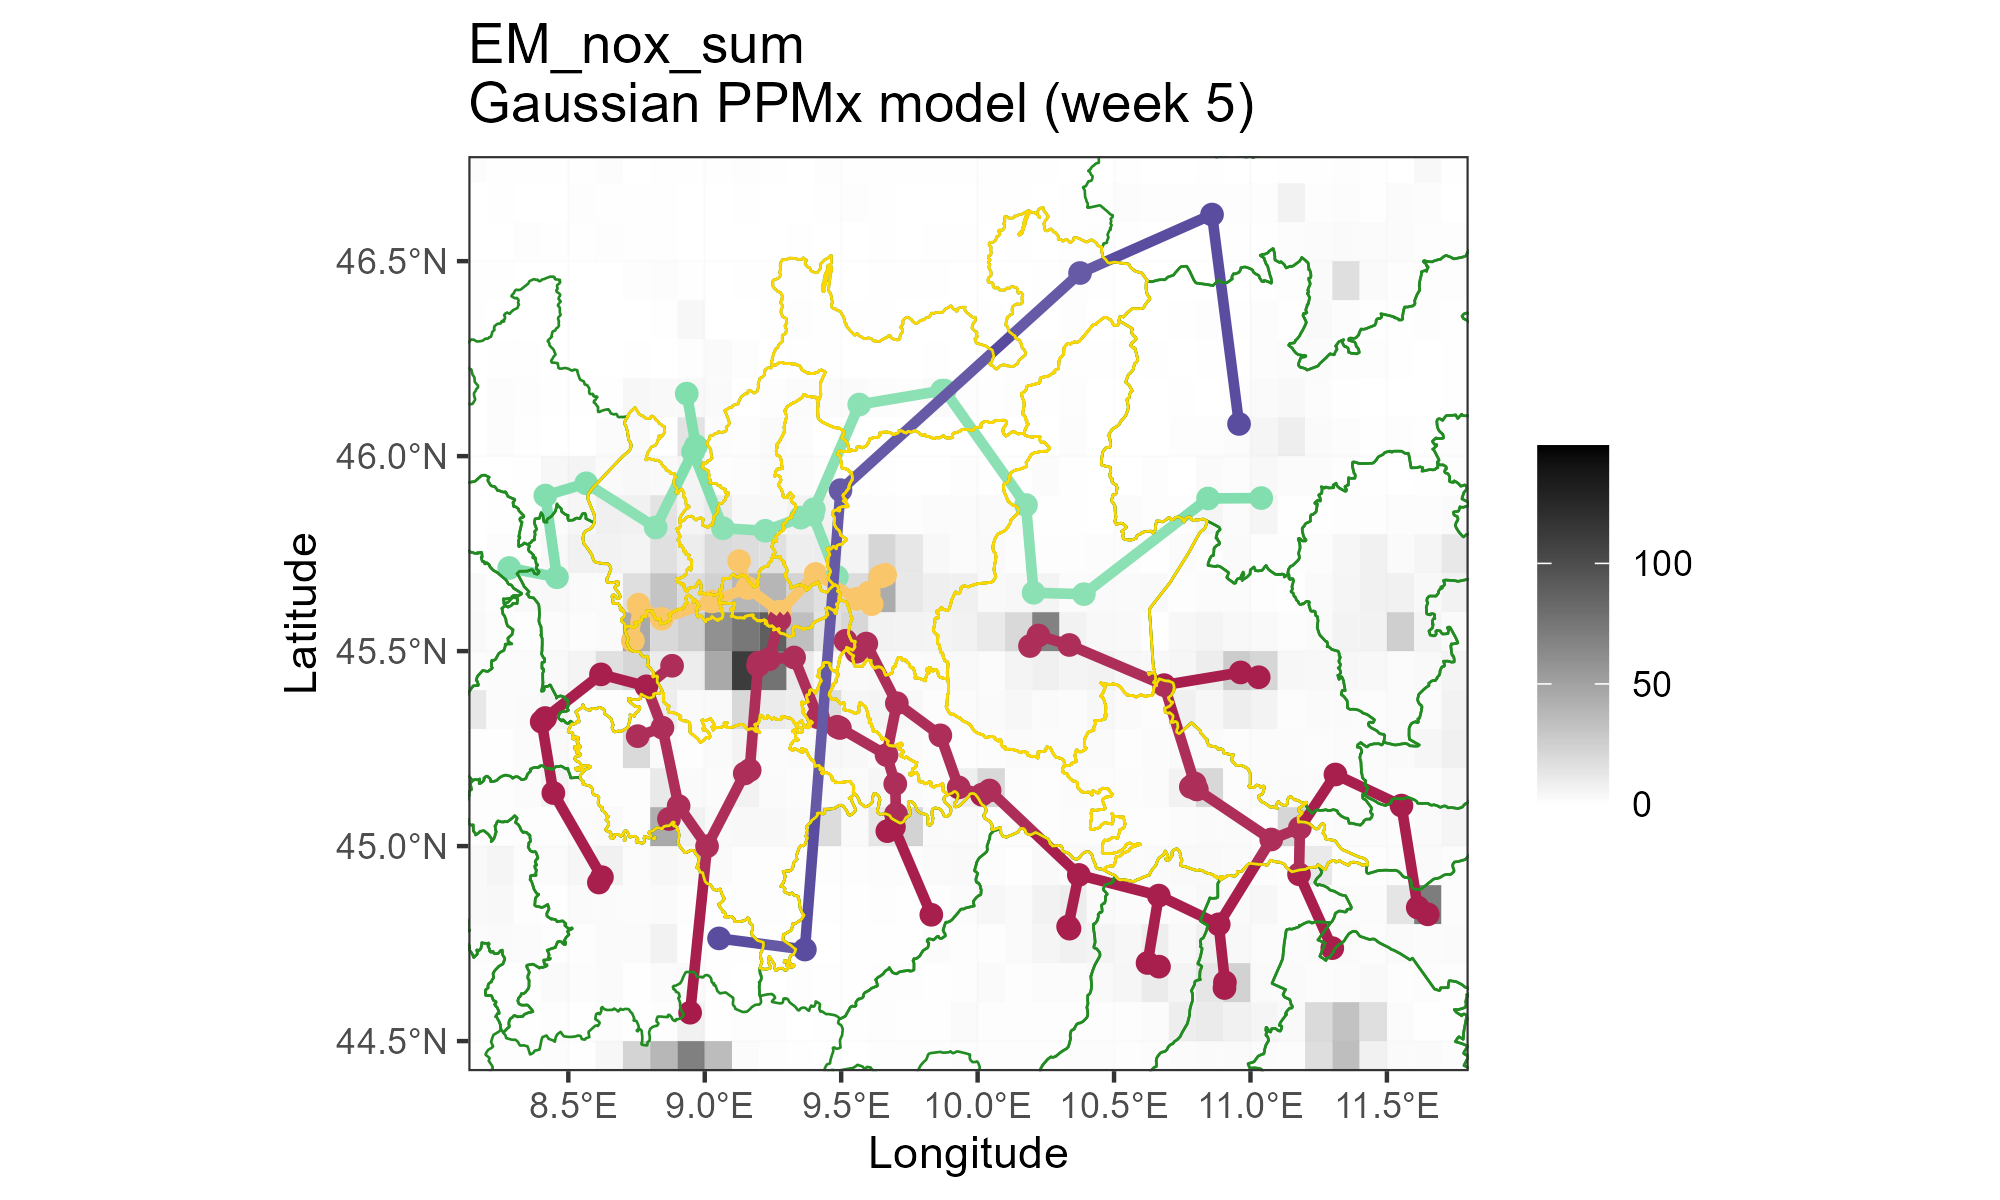 EM_nox_sum
Gaussian PPMx model (week 5)
46.5°N
46.0°N
45.5°N
45.0°N
44.5°N
Latitude
8.5°E 9.0°E 9.5°E 10.0°E 10.5°E 11.0°E 11.5°E
Longitude
100
50
0